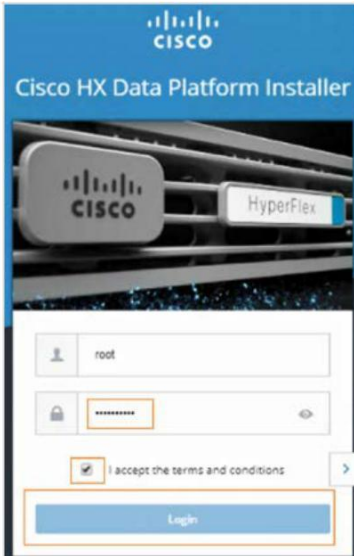 CISCO
Cisco HX Data Platform Installer
CISCO
HyperFlex
root
••••••••••
I accept the terms and conditions
Login